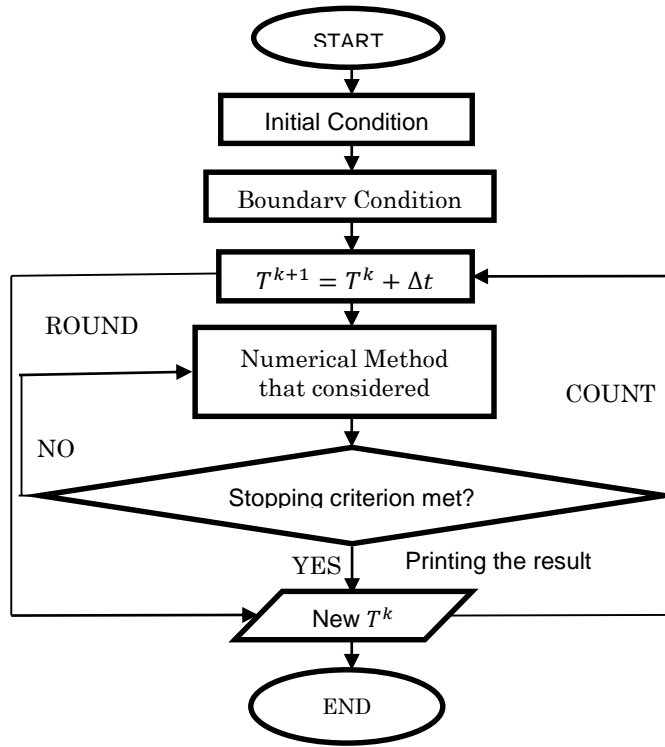 START
Initial Condition
Boundary Condition
T^{k+1} = T^k + Δt
ROUND
Numerical Method
that considered
COUNT
NO
Stopping criterion met?
YES
Printing the result
New T^k
END